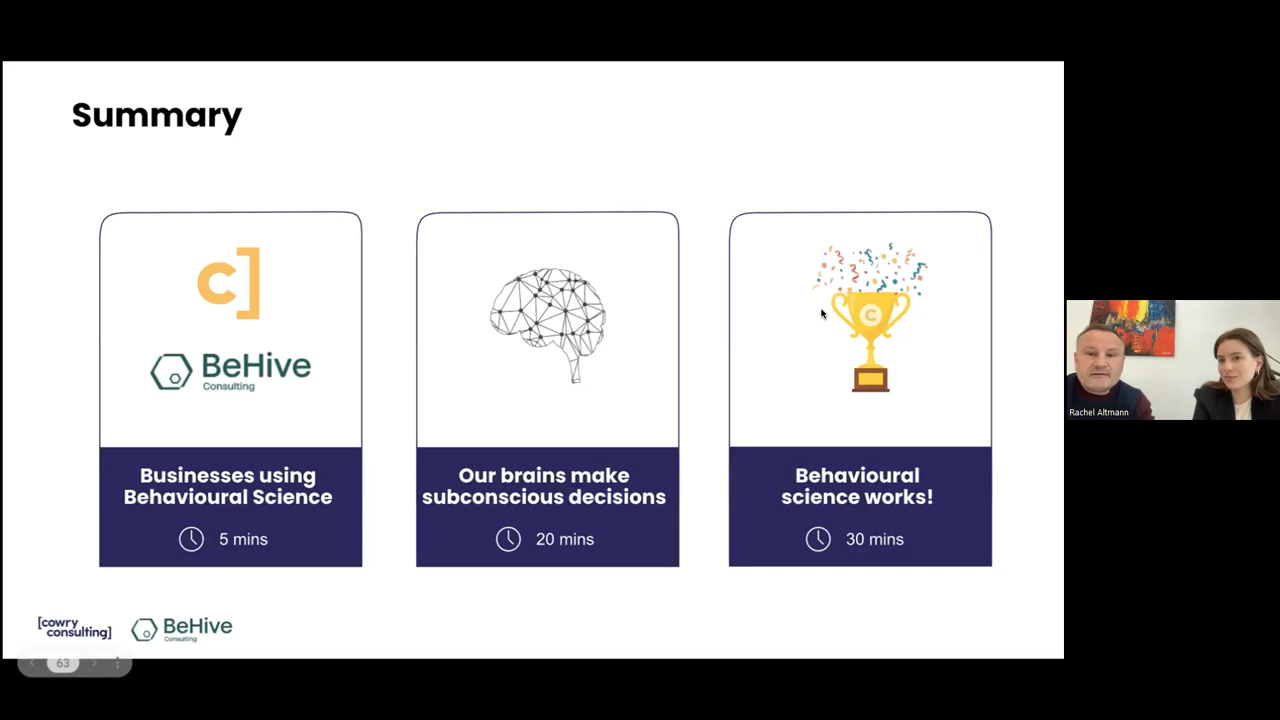 Summary
c]
BeHive
Consulting
Businesses using
Behavioural Science
5 mins
Our brains make
subconscious decisions
20 mins
C
Behavioural
science works!
30 mins
[cowry
consulting]
BeHive
Consulting
63
Rachel Altmann